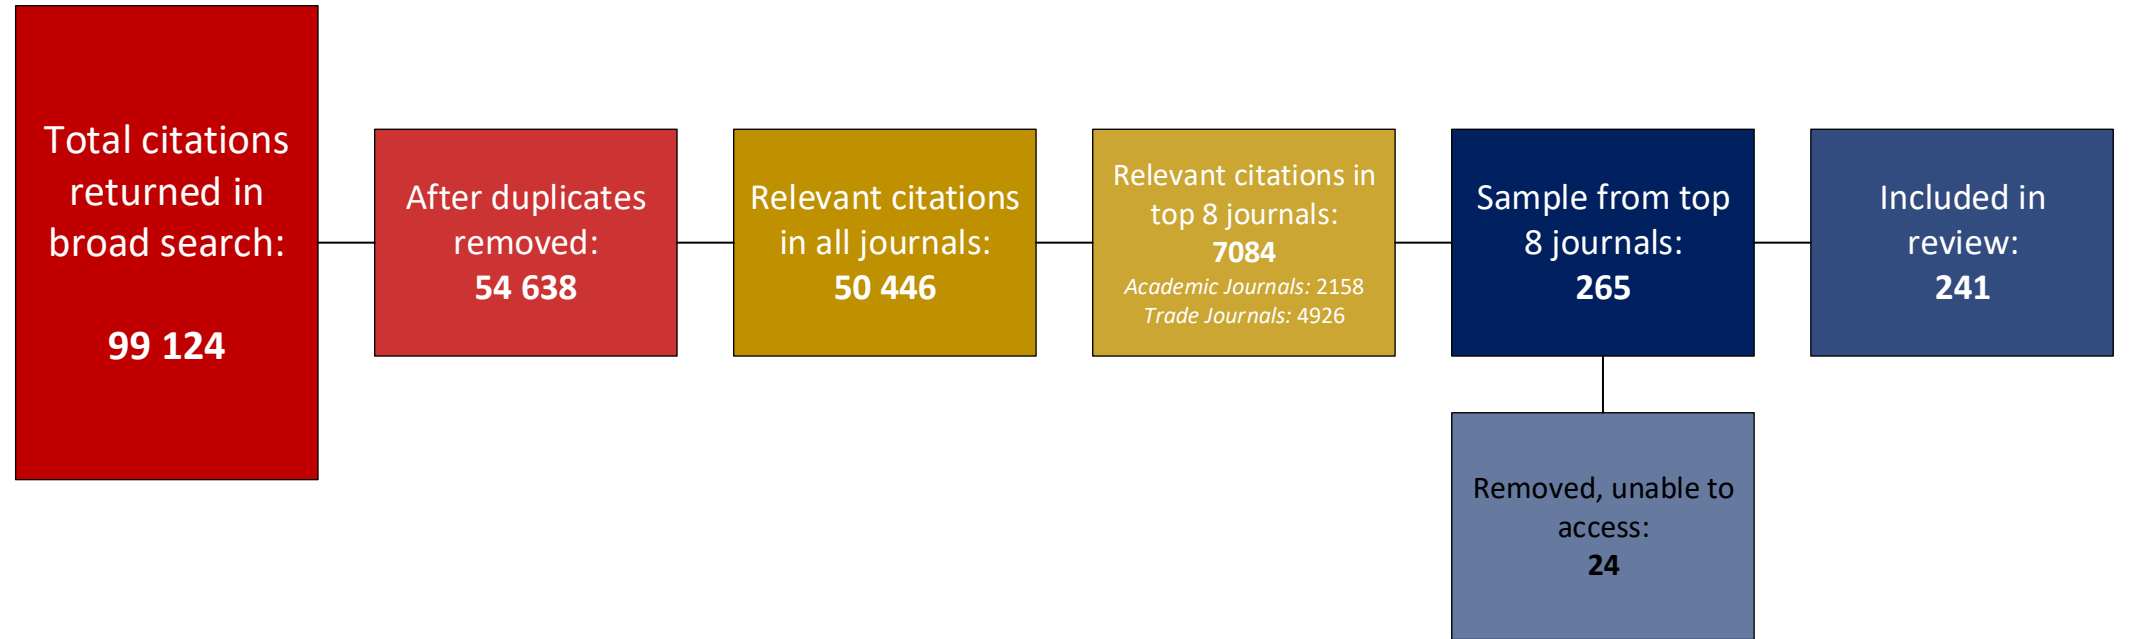 Total citations
returned in
broad search:
99 124
After duplicates
removed:
54 638
Relevant citations
in all journals:
50 446
Relevant citations in
top 8 journals:
7084
Academic Journals: 2158
Trade Journals: 4926
Sample from top
8 journals:
265
Included in
review:
241
Removed, unable to
access:
24